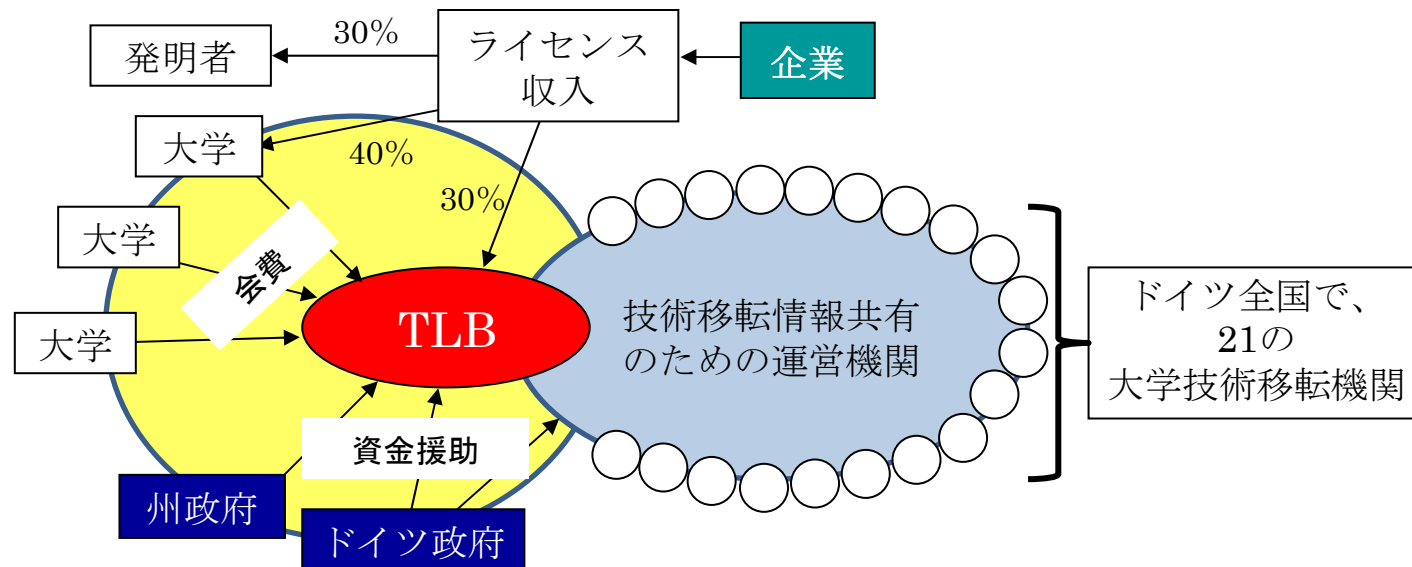 発明者
30%
ライセンス
収入
企業
大学
40%
30%
大学
会費
大学
TLB
技術移転情報共有
のための運営機関
ドイツ全国で、
21の
大学技術移転機関
資金援助
州政府
ドイツ政府